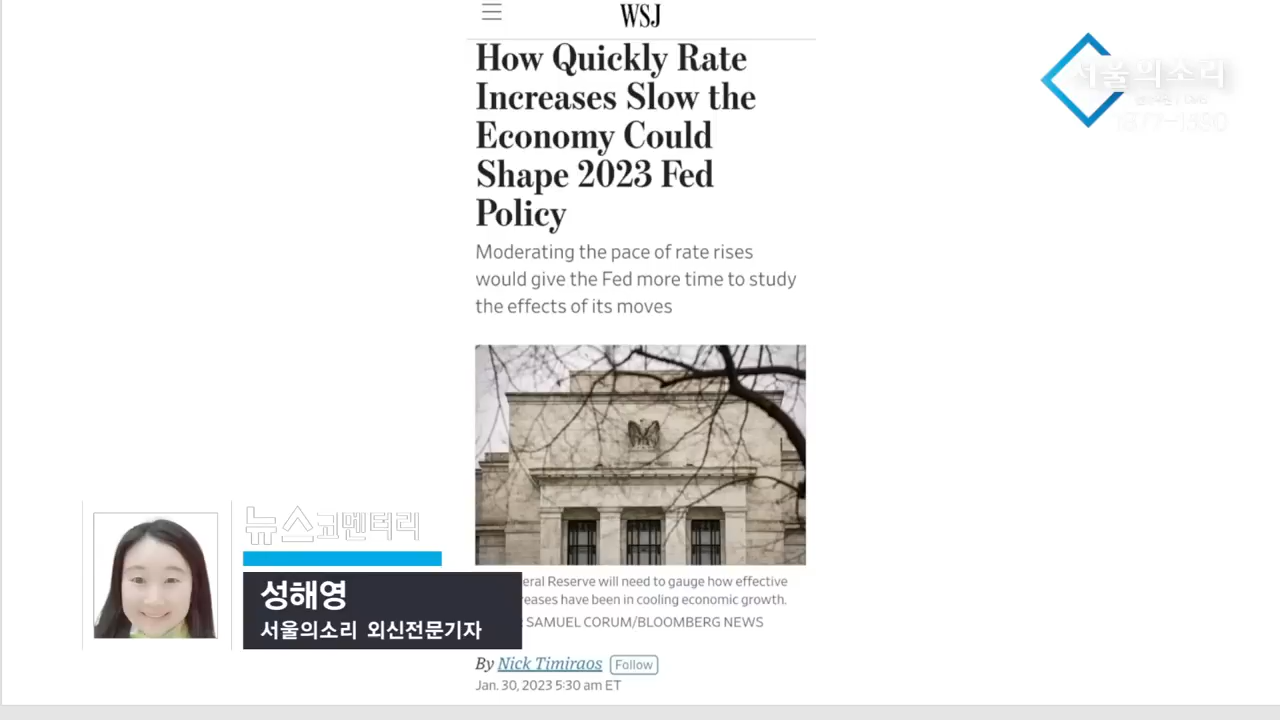 WSJ
How Quickly Rate
Increases Slow the
Economy Could
Shape 2023 Fed
Policy
Moderating the pace of rate rises
would give the Fed more time to study
the effects of its moves
서울의소리
eral Reserve will need to gauge how effective
eases have been in cooling economic growth.
SAMUEL CORUM/BLOOMBERG NEWS
By Nick Timiraos Follow
Jan. 30, 2023 5:30 am ET
뉴스코멘터리
성해영
서울의소리 외신전문기자